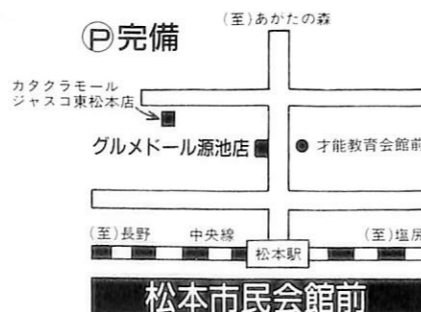 (至)あがたの森
Ⓟ完備
カタクラモール
ジャスコ東松本店
グルメドール源池店
才能教育会館前
(至)長野
中央線
松本駅
(至)塩尻
松本市民会館前